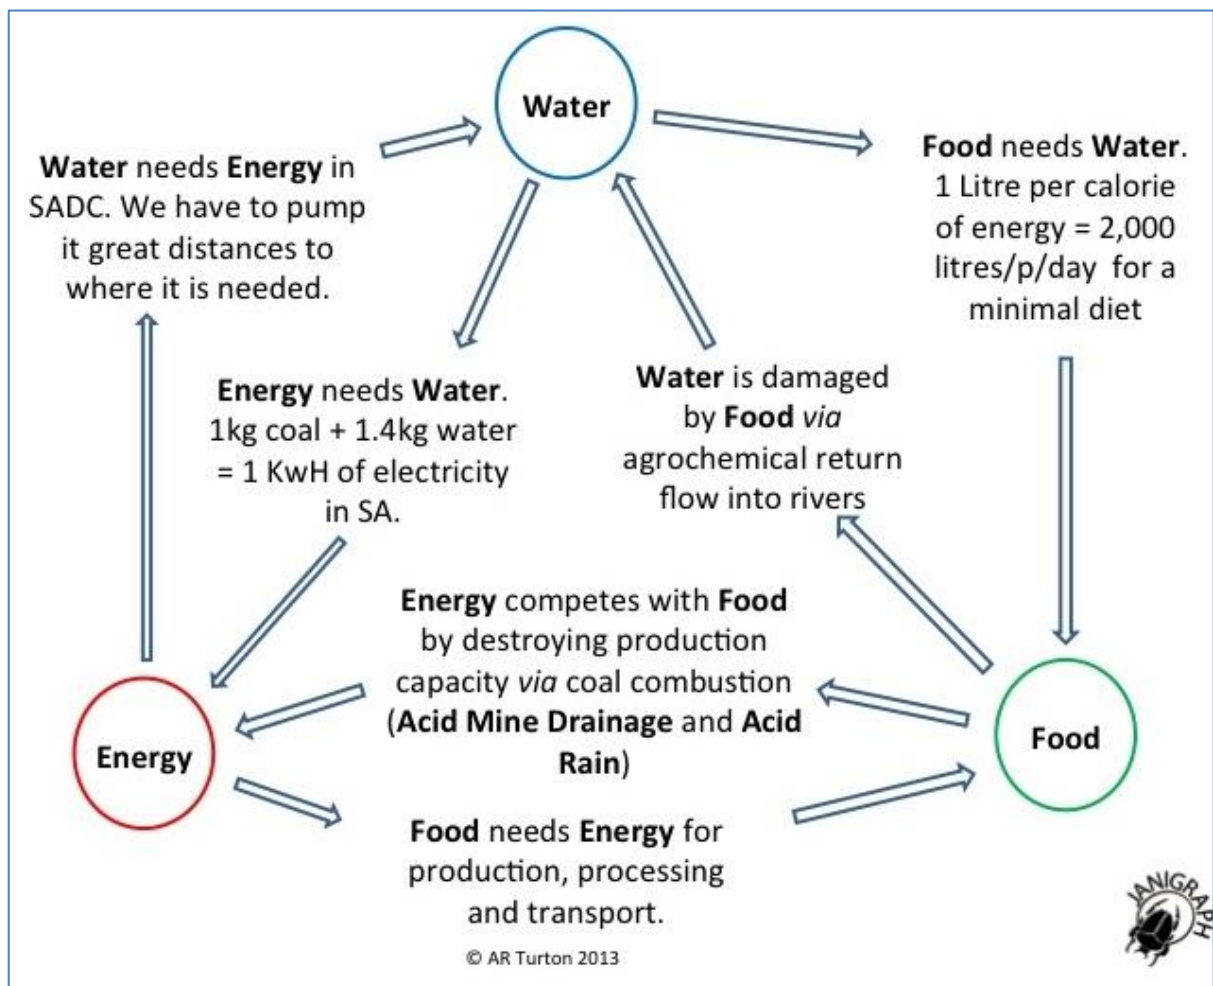 Water
Water needs Energy in
SADC. We have to pump
it great distances to
where it is needed.
Food needs Water.
1 Litre per calorie
of energy = 2,000
litres/p/day for a
minimal diet
Energy needs Water.
1kg coal + 1.4kg water
= 1 KwH of electricity
in SA.
Water is damaged
by Food via
agrochemical return
flow into rivers
Energy competes with Food
by destroying production
capacity via coal combustion
(Acid Mine Drainage and Acid
Rain)
Energy
Food
Food needs Energy for
production, processing
and transport.
© AR Turton 2013
JANIGRAPH